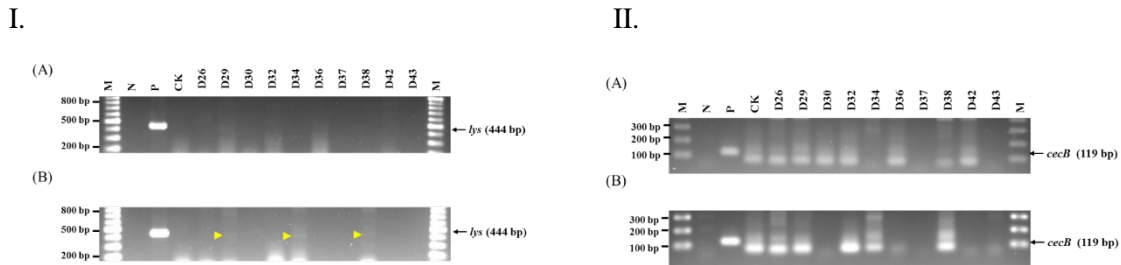 I.
(A)
M N P CK D26 D29 D30 D32 D34 D36 D37 D38 D42 D43 M
800 bp
500 bp
200 bp
lys (444 bp)
(B)
800 bp
500 bp
200 bp
lys (444 bp)
II.
(A)
M N P CK D26 D29 D30 D32 D34 D36 D37 D38 D42 D43 M
300 bp
200 bp
100 bp
cecB (119 bp)
(B)
300 bp
200 bp
100 bp
cecB (119 bp)